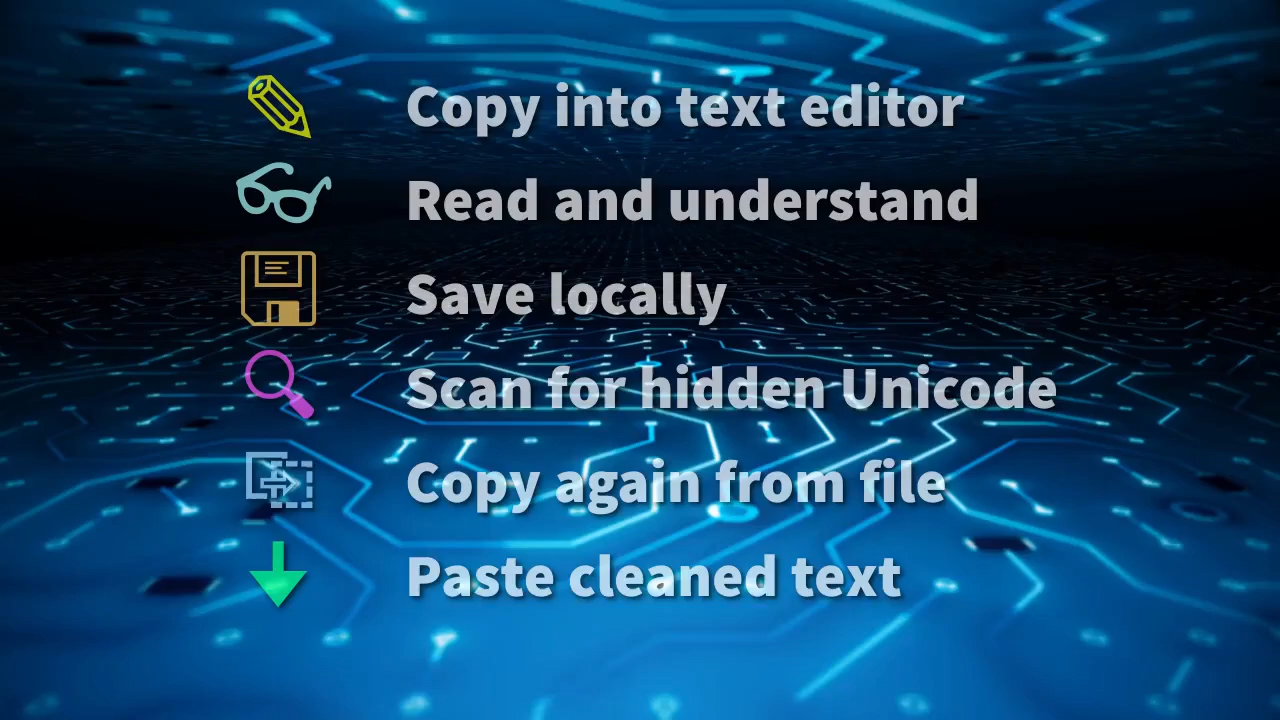 Copy into text editor
Read and understand
Save locally
Scan for hidden Unicode
Copy again from file
Paste cleaned text